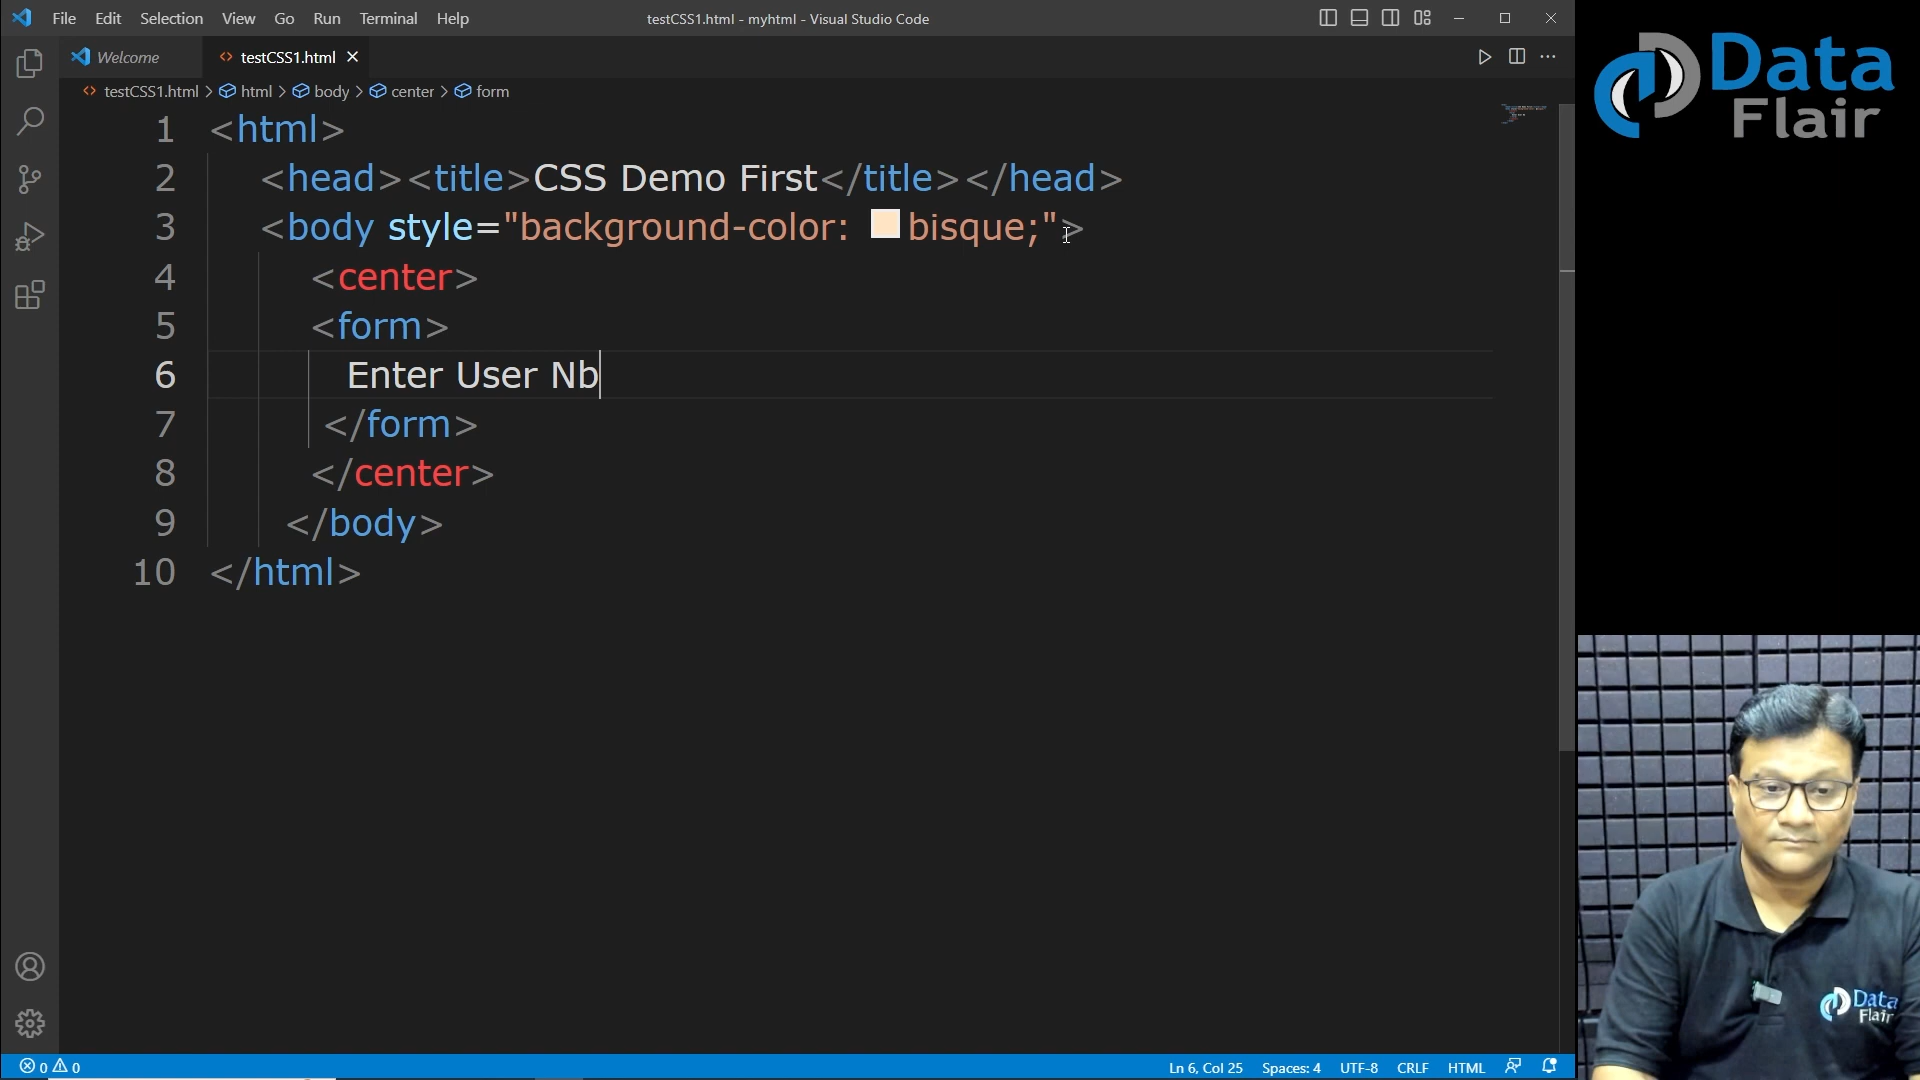 File Edit Selection View Go Run Terminal Help
testCSS1.html - myhtml - Visual Studio Code
Welcome
testCSS1.html
testCSS1.html > html > body > center > form
1 <html>
2 <head><title>CSS Demo First</title></head>
3 <body style="background-color: bisque;">
4 <center>
5 <form>
6 Enter User Nb
7 </form>
8 </center>
9 </body>
10 </html>
0 0
Ln 6, Col 25 Spaces: 4 UTF-8 CRLF HTML
Data
Flair
Data
Flair